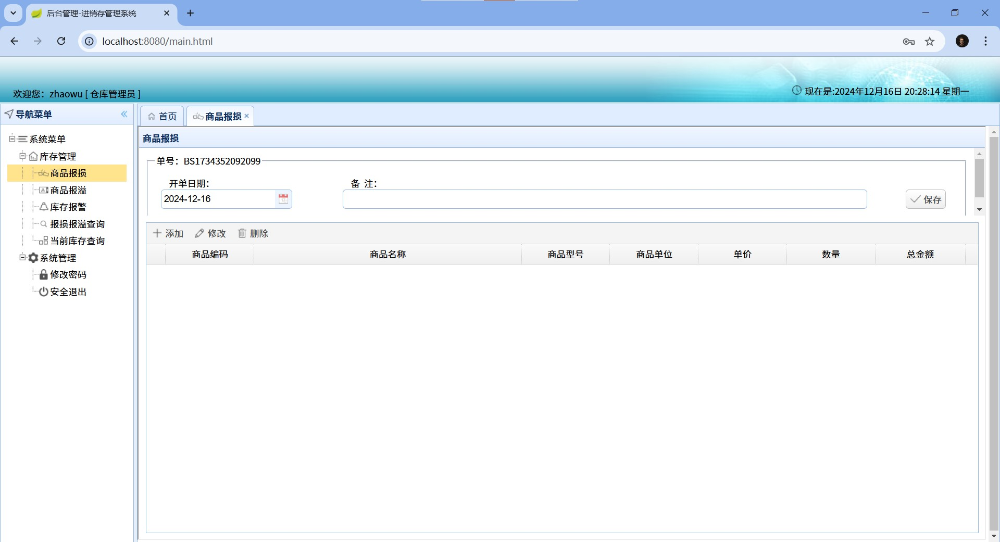 后台管理-进销存管理系统
localhost:8080/main.html
欢迎您：zhaowu [ 仓库管理员 ]
现在是:2024年12月16日 20:28:14 星期一
导航菜单
系统菜单
库存管理
商品报损
商品报溢
库存报警
报损报溢查询
当前库存查询
系统管理
修改密码
安全退出
首页
商品报损
商品报损
单号：BS1734352092099
开单日期：
备 注：
2024-12-16
保存
添加 修改 删除
商品编码 商品名称 商品型号 商品单位 单价 数量 总金额